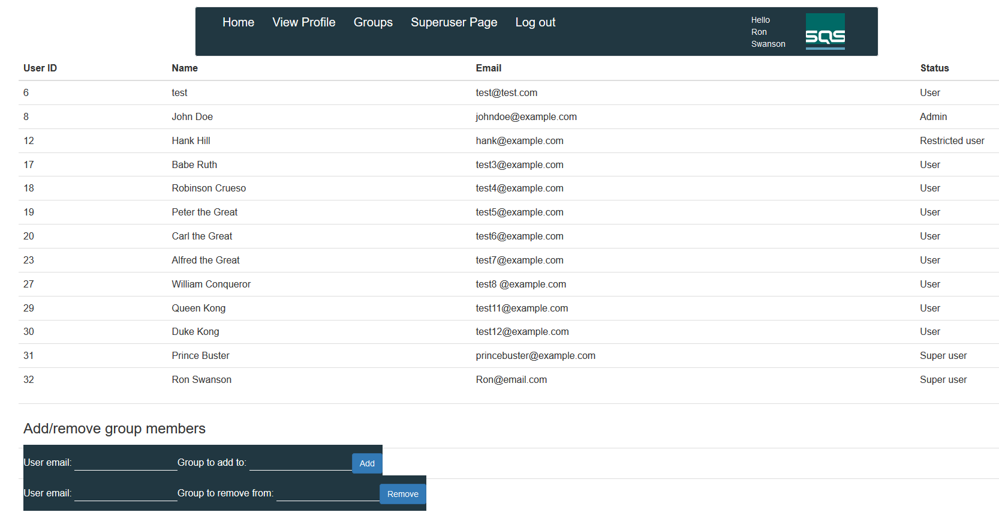 Home View Profile Groups Superuser Page Log out
Hello
Ron
Swanson
SQS
User ID Name Email Status
6 test test@test.com User
8 John Doe johndoe@example.com Admin
12 Hank Hill hank@example.com Restricted user
17 Babe Ruth test3@example.com User
18 Robinson Crueso test4@example.com User
19 Peter the Great test5@example.com User
20 Carl the Great test6@example.com User
23 Alfred the Great test7@example.com User
27 William Conqueror test8 @example.com User
29 Queen Kong test11@example.com User
30 Duke Kong test12@example.com User
31 Prince Buster princebuster@example.com Super user
32 Ron Swanson Ron@email.com Super user
Add/remove group members
User email: Group to add to: Add
User email: Group to remove from: Remove